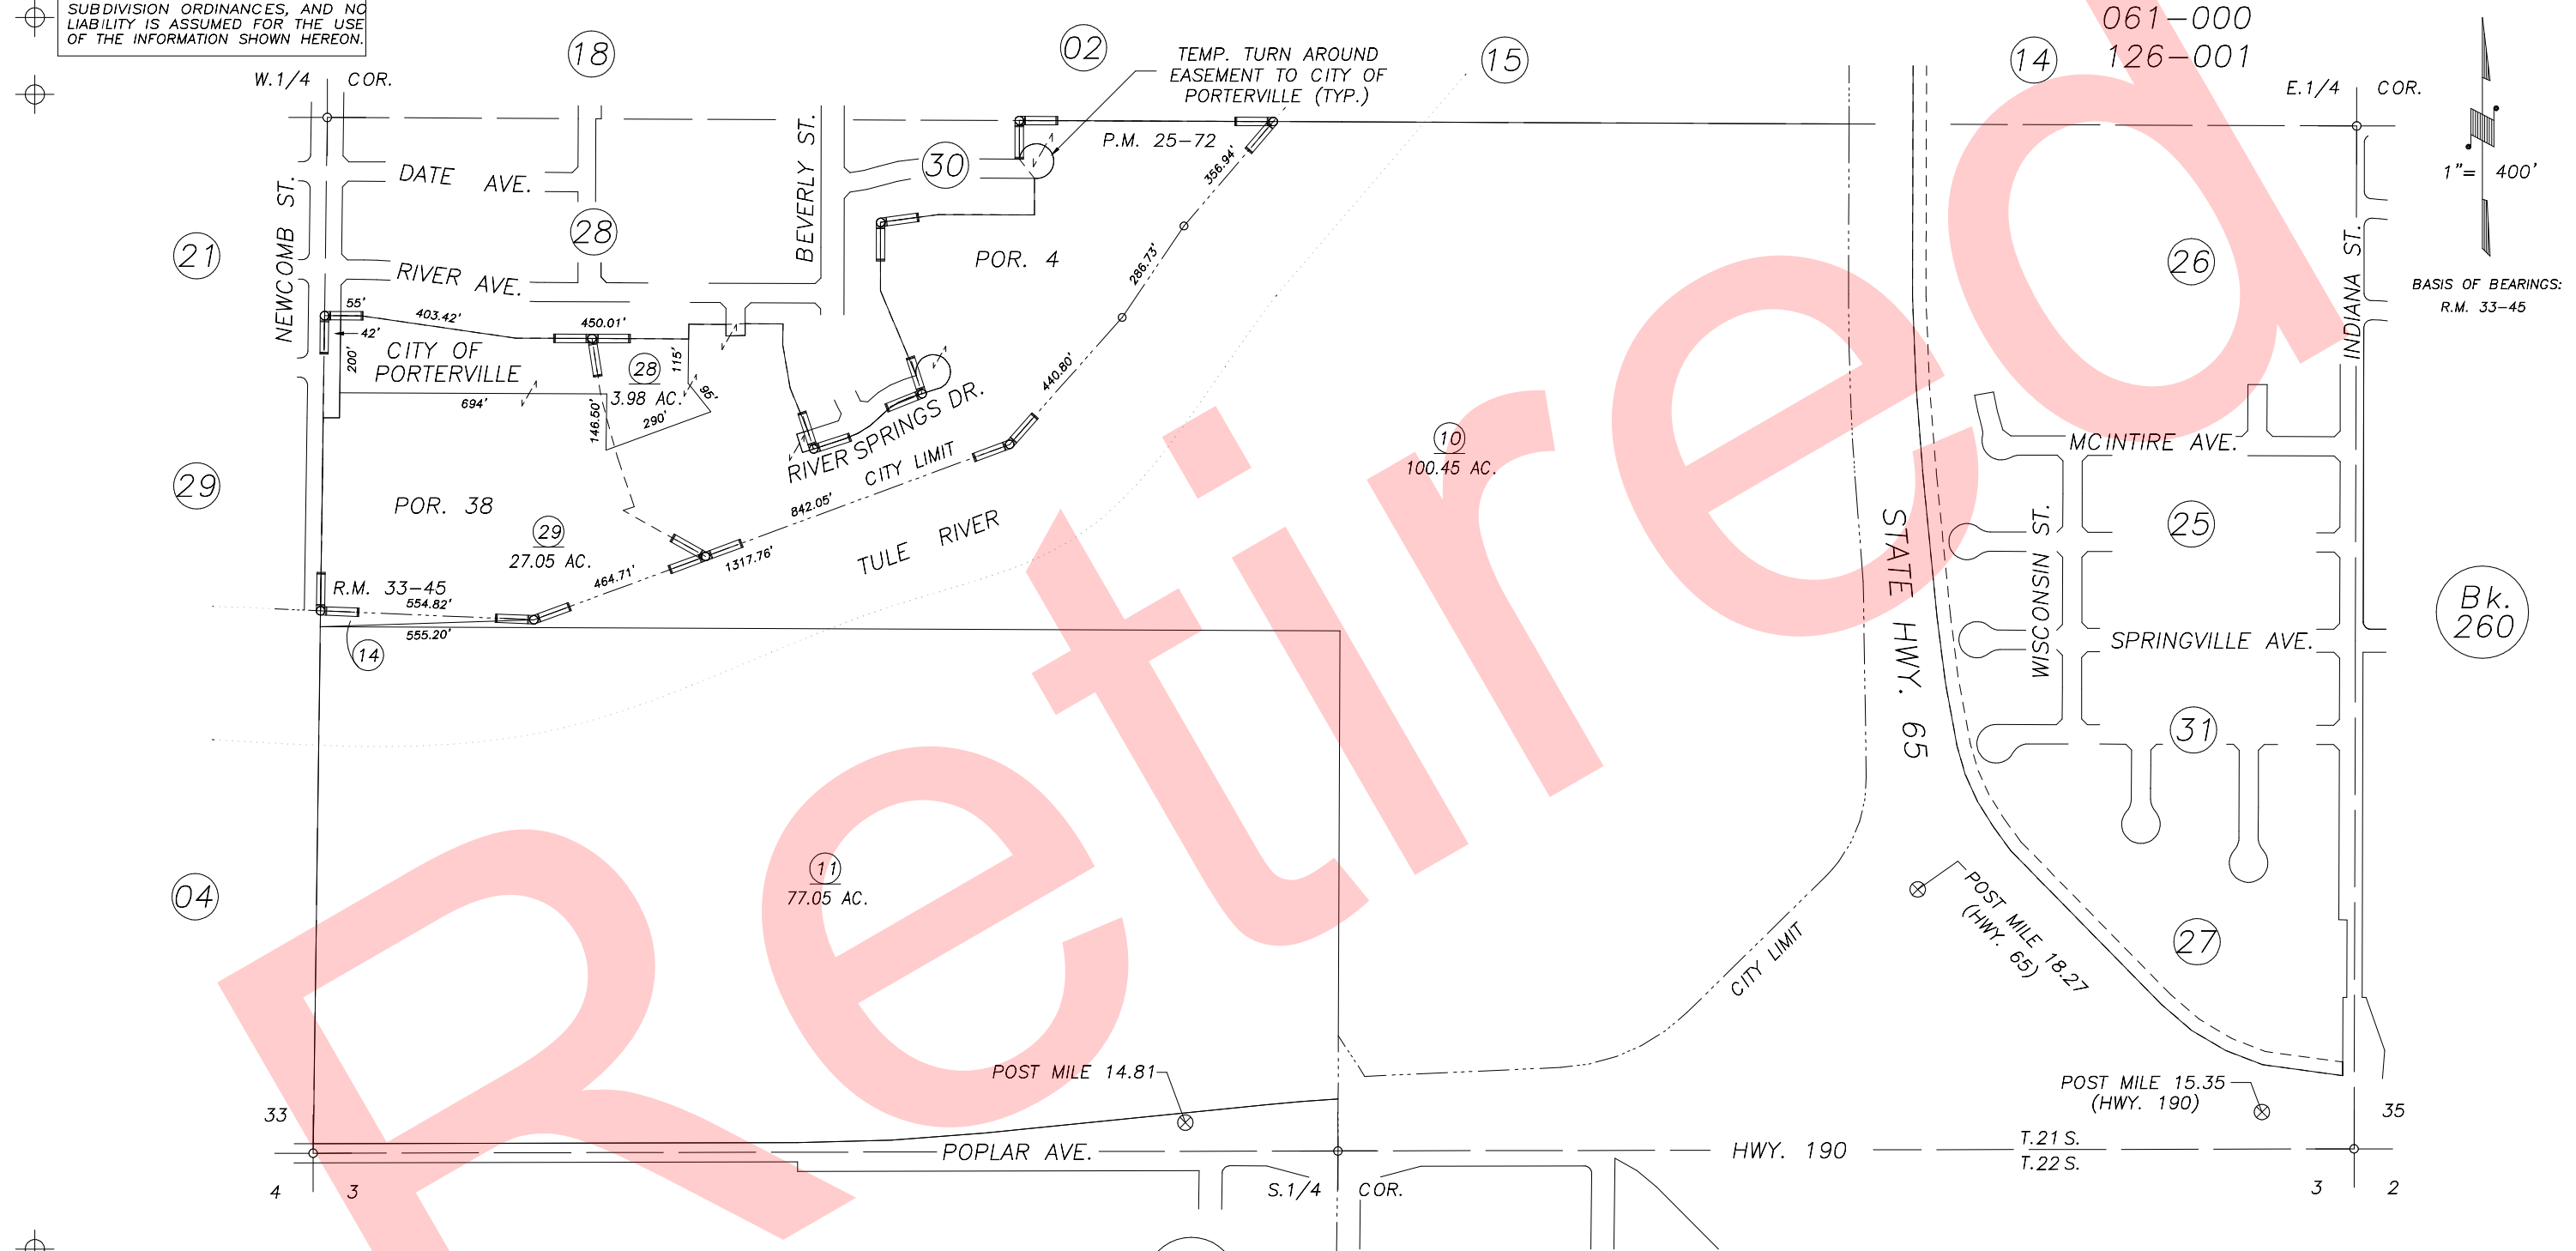 SUBDIVISION ORDINANCES, AND NO
LIABILITY IS ASSUMED FOR THE USE
OF THE INFORMATION SHOWN HEREON.
18
02
TEMP. TURN AROUND
EASEMENT TO CITY OF
PORTERVILLE (TYP.)
15
14
061-000
126-001
W.1/4 COR.
E.1/4 COR.
1"= 400'
BASIS OF BEARINGS:
R.M. 33-45
P.M. 25-72
356.94'
30
BEVERLY ST.
DATE AVE.
NEWCOMB ST.
21
28
26
INDIANA ST.
RIVER AVE.
POR. 4
286.73'
55'
403.42'
450.01'
42'
200'
CITY OF
PORTERVILLE
115'
28
3.98 AC.
95'
694'
146.50'
290'
440.80'
RIVER SPRINGS DR.
CITY LIMIT
10
100.45 AC.
MCINTIRE AVE.
29
POR. 38
842.05'
TULE RIVER
STATE HWY. 65
WISCONSIN ST.
25
29
27.05 AC.
1317.76'
464.71'
R.M. 33-45
554.82'
555.20'
14
SPRINGVILLE AVE.
Bk.
260
31
11
77.05 AC.
04
POST MILE 18.27
(HWY. 65)
27
CITY LIMIT
POST MILE 14.81
POST MILE 15.35
(HWY. 190)
33
35
POPLAR AVE.
HWY. 190
T.21 S.
T.22 S.
4
3
S.1/4 COR.
3
2
Retired